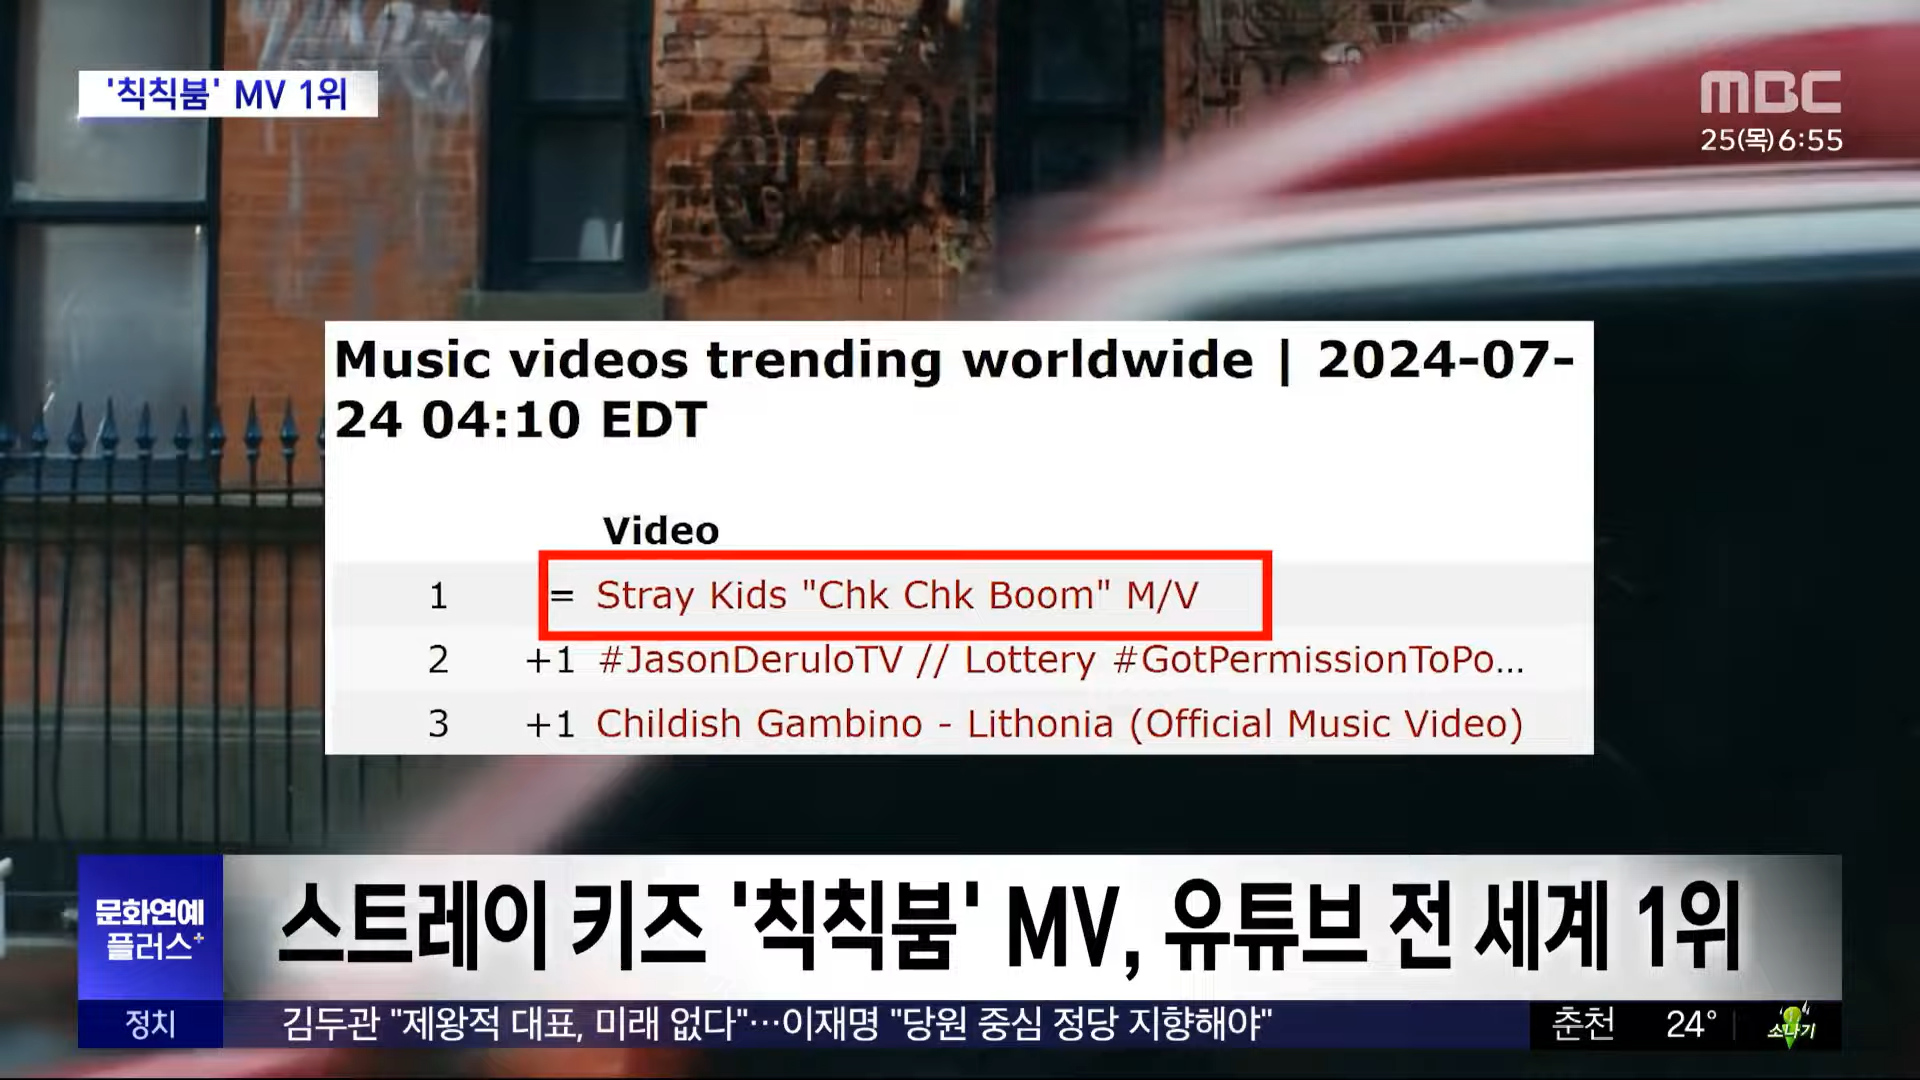 '칙칙붐' MV 1위
MBC
25(목)6:55
Music videos trending worldwide | 2024-07-
24 04:10 EDT
Video
1 = Stray Kids "Chk Chk Boom" M/V
2 +1 #JasonDeruloTV // Lottery #GotPermissionToPo...
3 +1 Childish Gambino - Lithonia (Official Music Video)
문화연예
플러스+
스트레이 키즈 '칙칙붐' MV, 유튜브 전 세계 1위
정치
김두관 "제왕적 대표, 미래 없다"…이재명 "당원 중심 정당 지향해야"
춘천 24°
소나기